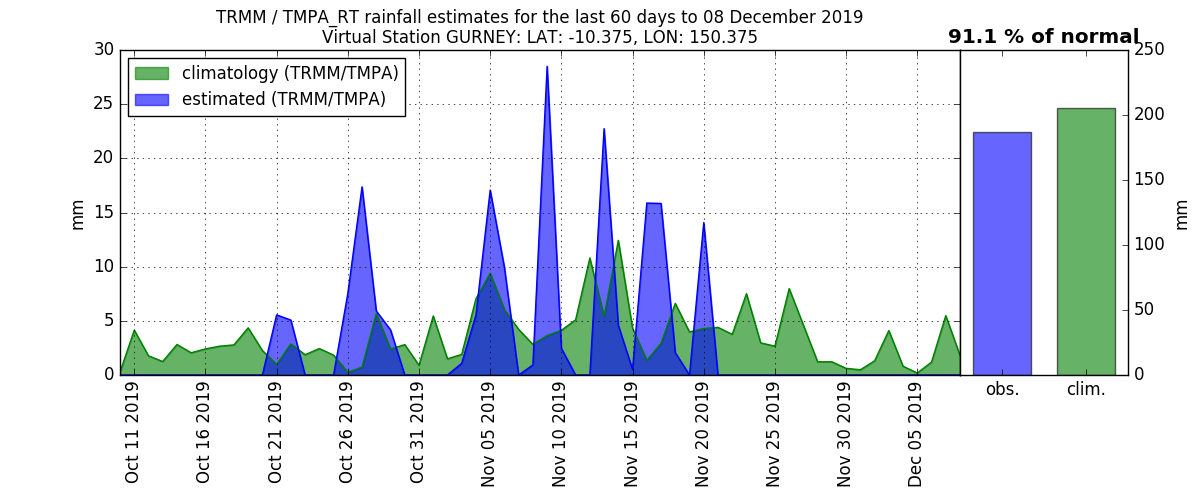 TRMM / TMPA_RT rainfall estimates for the last 60 days to 08 December 2019
Virtual Station GURNEY: LAT: -10.375, LON: 150.375
91.1 % of normal
climatology (TRMM/TMPA)
estimated (TRMM/TMPA)
30
25
20
15
10
5
0
mm
250
200
150
100
50
0
mm
Oct 11 2019
Oct 16 2019
Oct 21 2019
Oct 26 2019
Oct 31 2019
Nov 05 2019
Nov 10 2019
Nov 15 2019
Nov 20 2019
Nov 25 2019
Nov 30 2019
Dec 05 2019
obs.
clim.